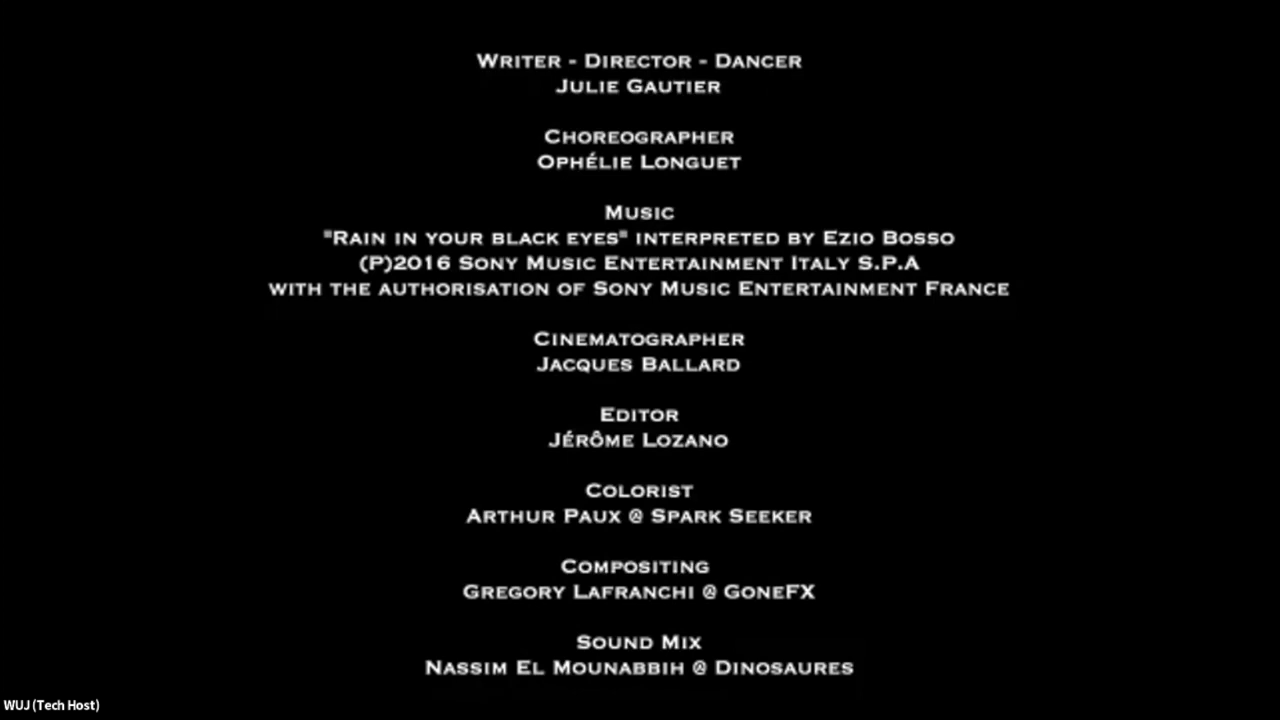 Writer - Director - Dancer
Julie Gautier
Choreographer
Ophélie Longuet
Music
"Rain in your black eyes" interpreted by Ezio Bosso
(P)2016 Sony Music Entertainment Italy S.P.A
with the authorisation of Sony Music Entertainment France
Cinematographer
Jacques Ballard
Editor
Jérôme Lozano
Colorist
Arthur Paux @ Spark Seeker
Compositing
Gregory Lafranchi @ GoneFX
Sound Mix
Nassim El Mounabbih @ Dinosaures
WUJ (Tech Host)